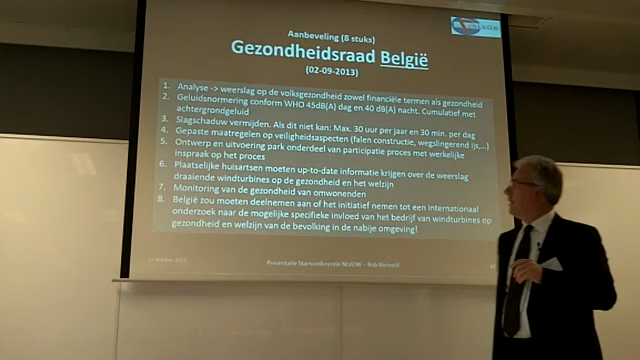 Aanbeveling (8 stuks)
Gezondheidsraad België
(02-09-2013)
1. Analyse -> weerslag op de volksgezondheid zowel financiële termen als gezondheid
2. Geluidsnormering conform WHO 45dB(A) dag en 40 dB(A) nacht. Cumulatief met
achtergrondgeluid
3. Slagschaduw vermijden. Als dit niet kan: Max. 30 uur per jaar en 30 min. per dag
4. Gepaste maatregelen op veiligheidsaspecten (falen constructie, wegslingerend ijs,...)
5. Ontwerp en uitvoering park onderdeel van participatie proces met werkelijke
inspraak op het proces
6. Plaatselijke huisartsen moeten up-to-date informatie krijgen over de weerslag
draaiende windturbines op de gezondheid en het welzijn
7. Monitoring van de gezondheid van omwonenden
8. België zou moeten deelnemen aan of het initiatief nemen tot een internationaal
onderzoek naar de mogelijke specifieke invloed van het bedrijf van windturbines op
gezondheid en welzijn van de bevolking in de nabije omgeving!
oktober 2013
Presentatie Startconferentie NLVOW – Rob Rietveld